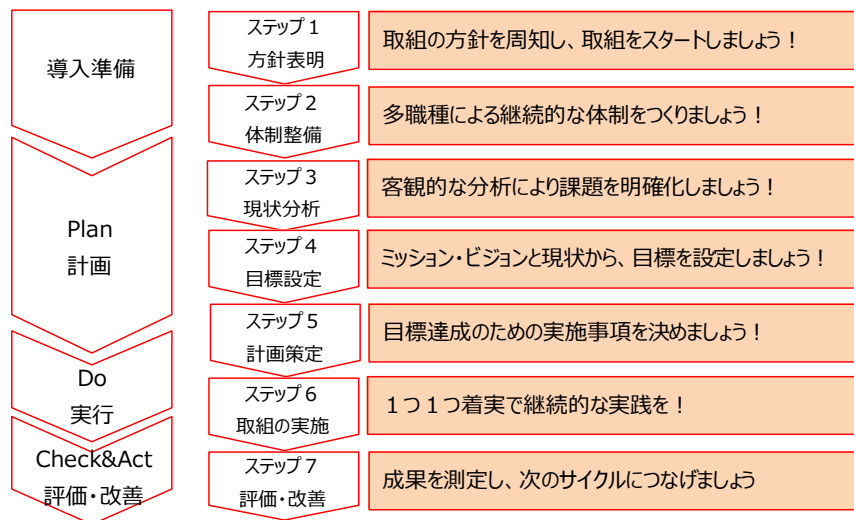 導入準備
ステップ1
方針表明
取組の方針を周知し、取組をスタートしましょう！
ステップ2
体制整備
多職種による継続的な体制をつくりましょう！
Plan
計画
ステップ3
現状分析
客観的な分析により課題を明確化しましょう！
ステップ4
目標設定
ミッション・ビジョンと現状から、目標を設定しましょう！
ステップ5
計画策定
目標達成のための実施事項を決めましょう！
Do
実行
ステップ6
取組の実施
１つ１つ着実で継続的な実践を！
Check&Act
評価・改善
ステップ7
評価・改善
成果を測定し、次のサイクルにつなげましょう